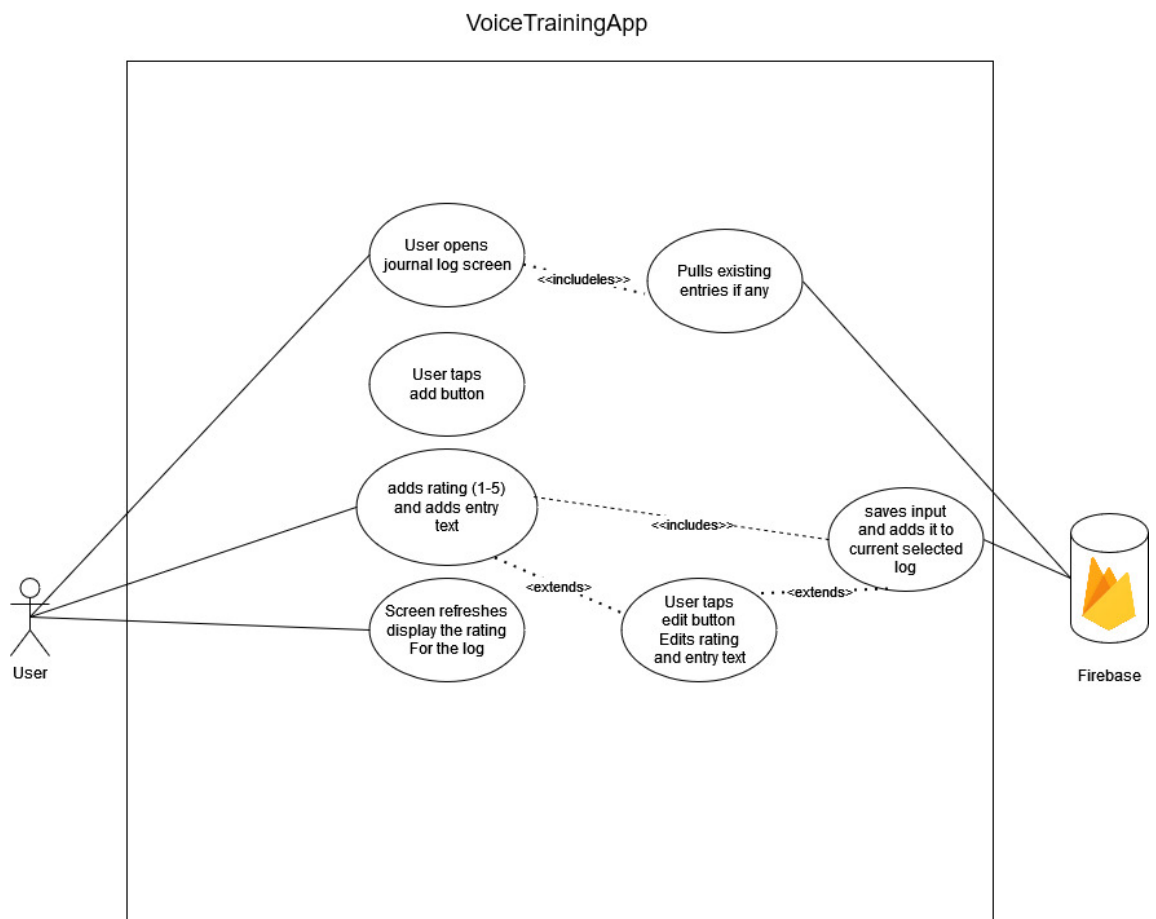 VoiceTrainingApp
User opens
journal log screen
<<includeles>>
Pulls existing
entries if any
User taps
add button
adds rating (1-5)
and adds entry
text
<<includes>>
saves input
and adds it to
current selected
log
<extends>
<extends>
Screen refreshes
display the rating
For the log
User taps
edit button
Edits rating
and entry text
User
Firebase